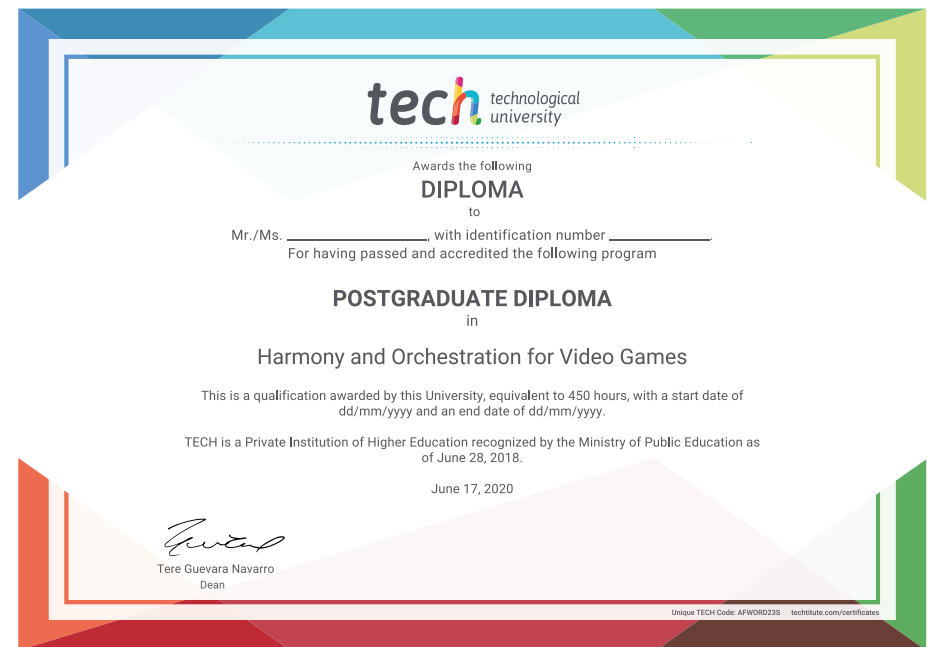 tech technological
university
Awards the following
DIPLOMA
to
Mr./Ms. ____________________, with identification number ______________.
For having passed and accredited the following program
POSTGRADUATE DIPLOMA
in
Harmony and Orchestration for Video Games
This is a qualification awarded by this University, equivalent to 450 hours, with a start date of
dd/mm/yyyy and an end date of dd/mm/yyyy.
TECH is a Private Institution of Higher Education recognized by the Ministry of Public Education as
of June 28, 2018.
June 17, 2020
Tere Guevara Navarro
Dean
Unique TECH Code: AFWORD23S techtitute.com/certificates